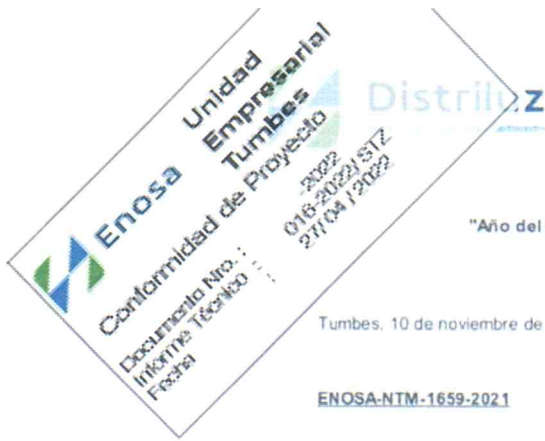 Enosa
Unidad
Empresarial
Tumbes
Conformidad de Proyecto
Documento Nro. : -2022
Informe Técnico : 016-2022/ STZ
Fecha : 27/04/2022
Distriluz
"Año del
Tumbes, 10 de noviembre de
ENOSA-NTM-1659-2021